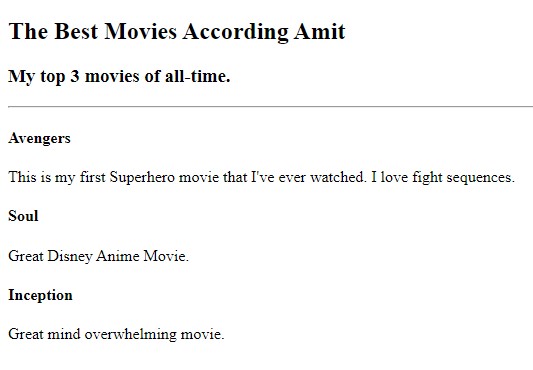 The Best Movies According Amit
My top 3 movies of all-time.
Avengers
This is my first Superhero movie that I've ever watched. I love fight sequences.
Soul
Great Disney Anime Movie.
Inception
Great mind overwhelming movie.